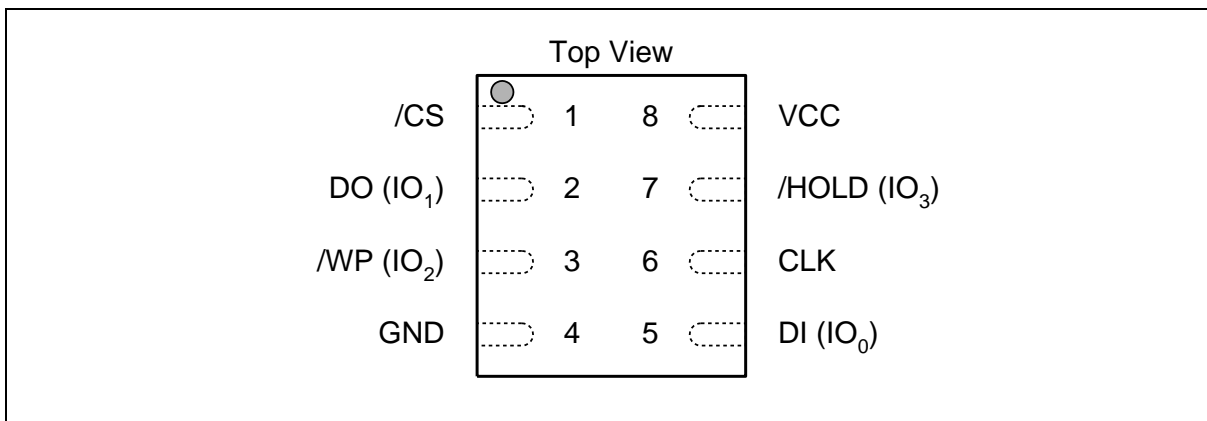 Top View
/CS 1 8 VCC
DO (IO₁) 2 7 /HOLD (IO₃)
/WP (IO₂) 3 6 CLK
GND 4 5 DI (IO₀)